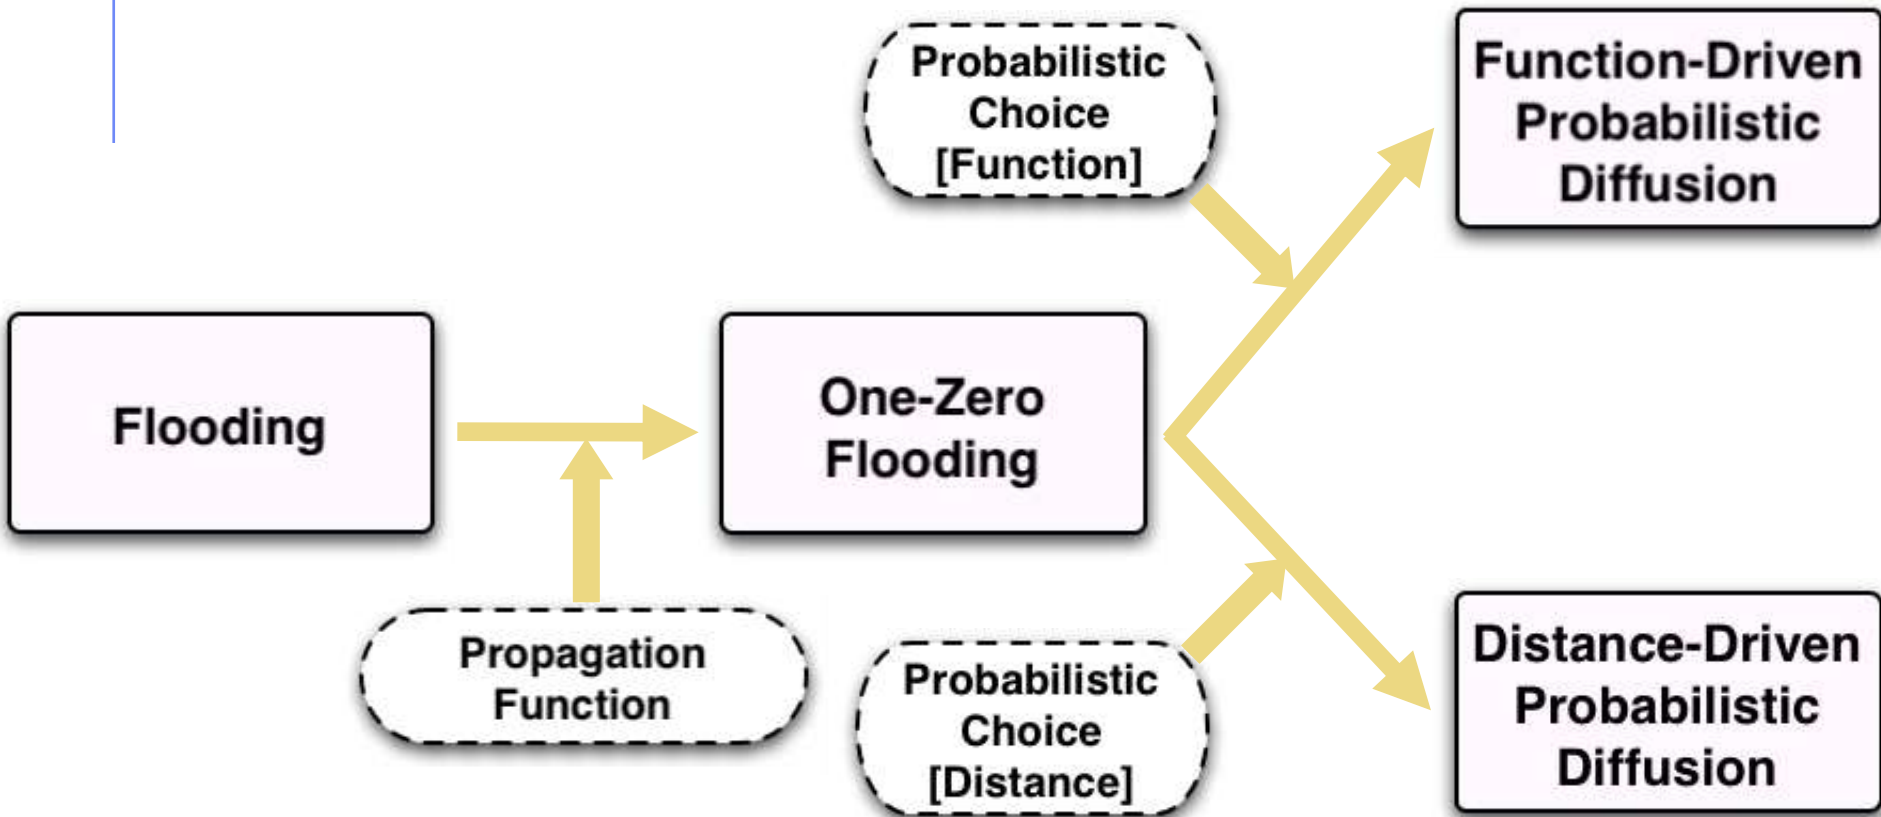 Probabilistic
Choice
[Function]
Function-Driven
Probabilistic
Diffusion
Flooding
One-Zero
Flooding
Propagation
Function
Probabilistic
Choice
[Distance]
Distance-Driven
Probabilistic
Diffusion